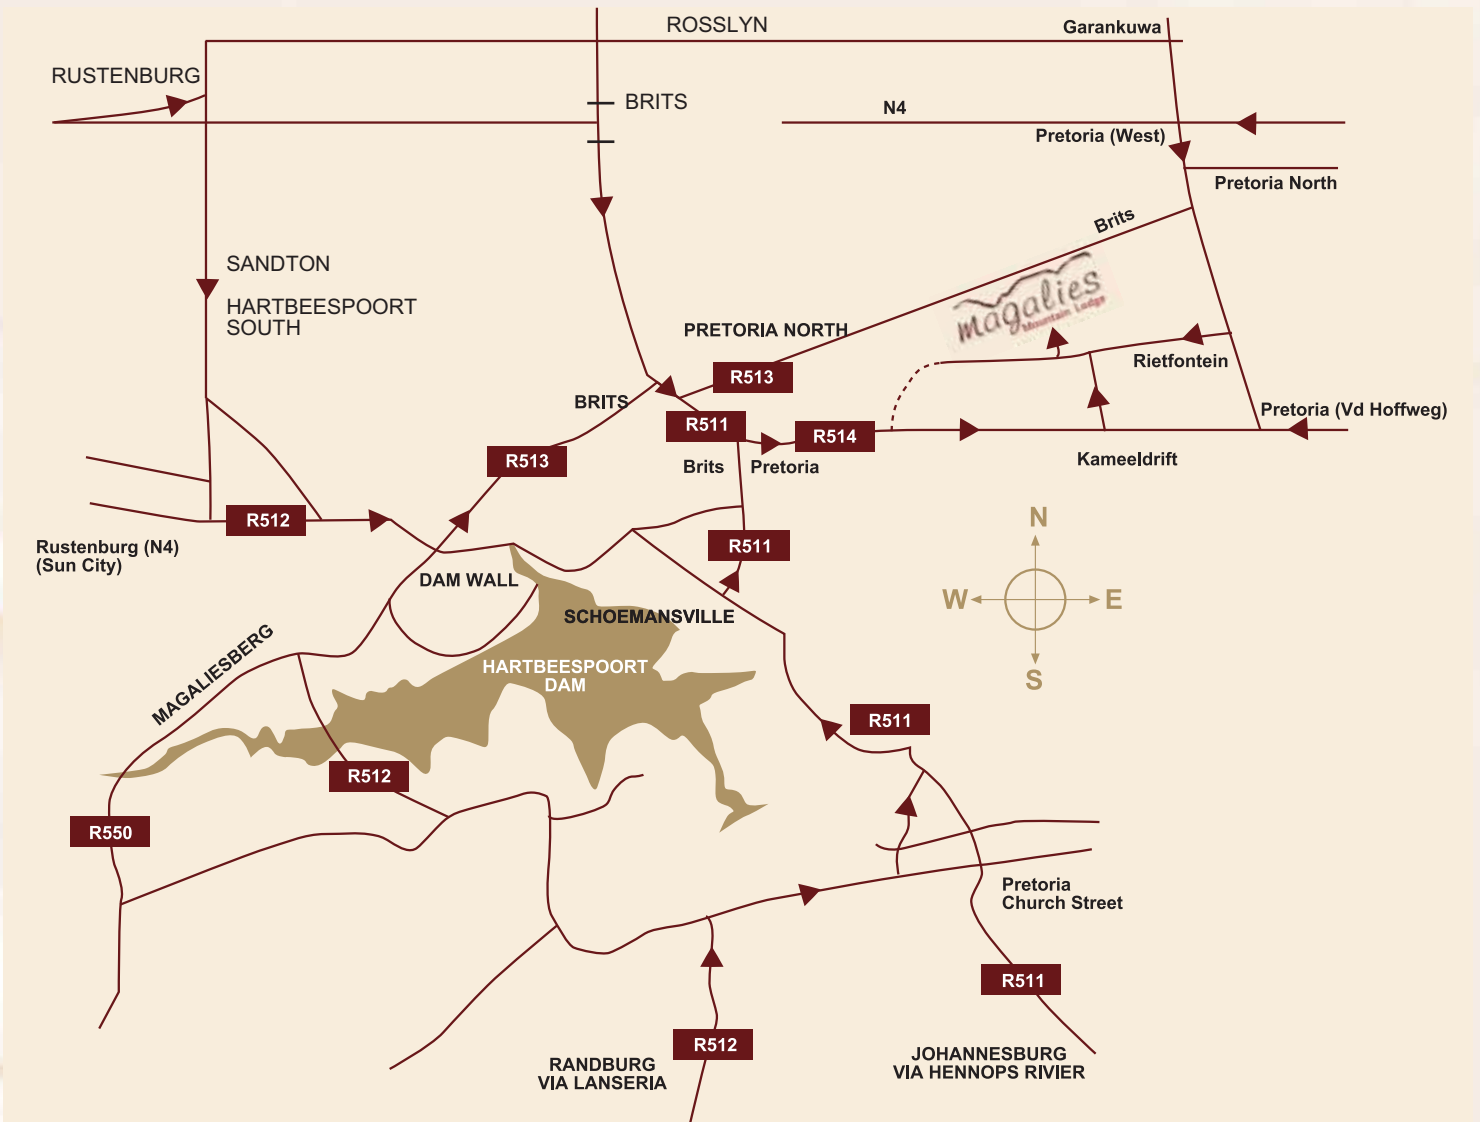 ROSSLYN
Garankuwa
RUSTENBURG
BRITS
N4
Pretoria (West)
Pretoria North
Brits
SANDTON
HARTBEESPOORT
SOUTH
magalies
Mountain Lodge
PRETORIA NORTH
Rietfontein
R513
BRITS
R511
R514
Pretoria (Vd Hoffweg)
Brits
Pretoria
Kameeldrift
R513
R512
Rustenburg (N4)
(Sun City)
R511
N
W
E
S
DAM WALL
SCHOEMANSVILLE
MAGALIESBERG
HARTBEESPOORT
DAM
R511
R512
R550
Pretoria
Church Street
R511
R512
RANDBURG
VIA LANSERIA
JOHANNESBURG
VIA HENNOPS RIVIER